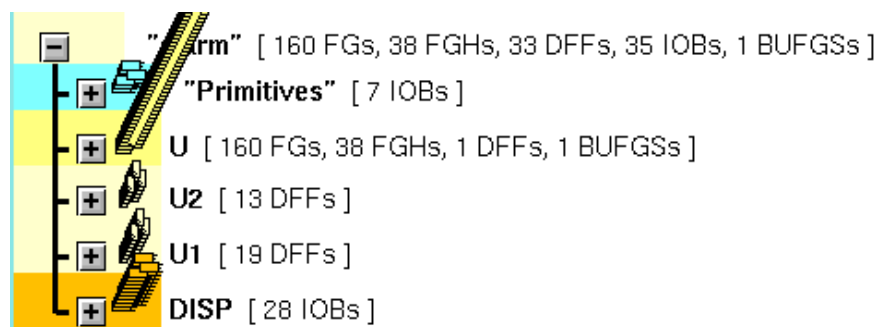 rm" [ 160 FGs, 38 FGHs, 33 DFFs, 35 IOBs, 1 BUFGSs ]
"Primitives" [ 7 IOBs ]
U [ 160 FGs, 38 FGHs, 1 DFFs, 1 BUFGSs ]
U2 [ 13 DFFs ]
U1 [ 19 DFFs ]
DISP [ 28 IOBs ]